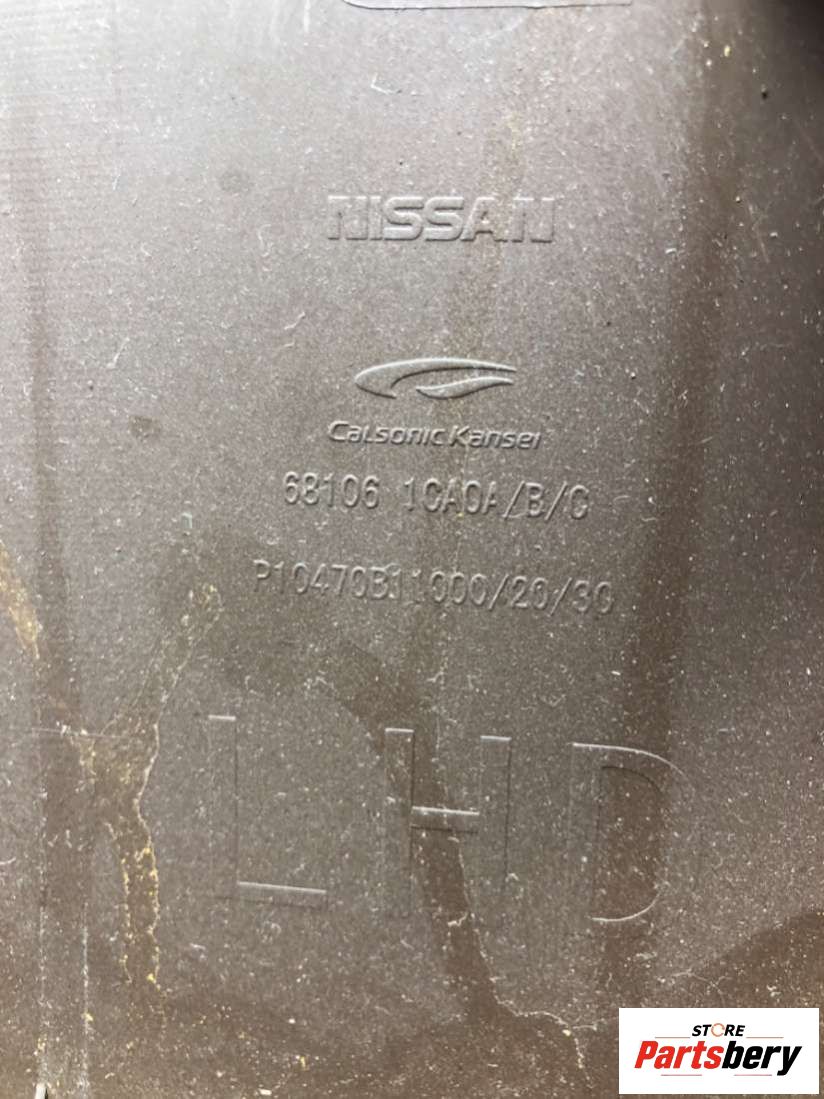 NISSAN
CalsonicKansei
68106 1CA0A/B/C
P10470B11000/20/30
LHD
STORE
Partsbery